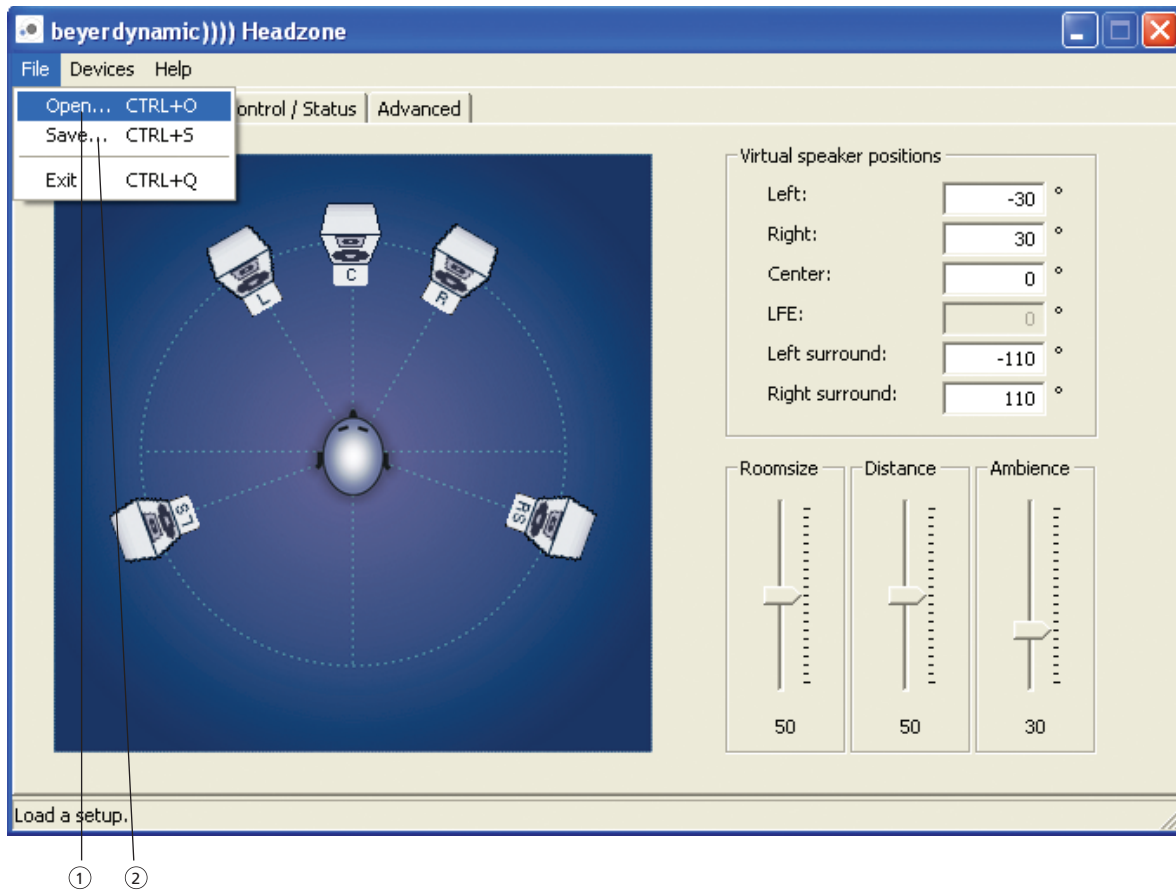 beyerdynamic)))) Headzone
File Devices Help
Open... CTRL+O
Save... CTRL+S
Exit CTRL+Q
ontrol / Status Advanced
C
L
R
LS
RS
Virtual speaker positions
Left: -30 °
Right: 30 °
Center: 0 °
LFE: 0 °
Left surround: -110 °
Right surround: 110 °
Roomsize Distance Ambience
50 50 30
Load a setup.
① ②